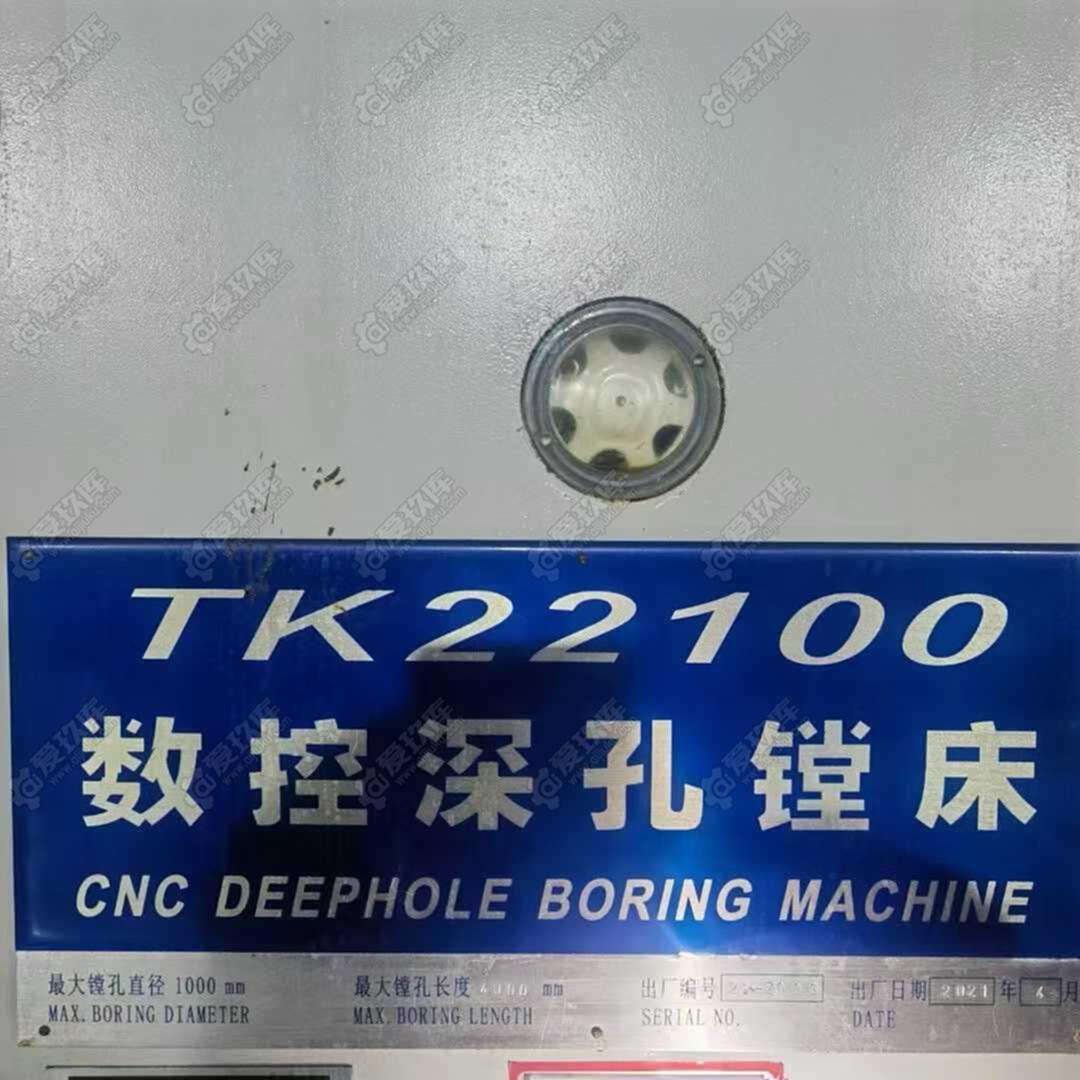 TK22100
数控深孔镗床
CNC DEEPHOLE BORING MACHINE
最大镗孔直径 1000 mm 最大镗孔长度 4000 mm 出厂编号 出厂日期 2021 年 4 月
MAX. BORING DIAMETER MAX. BORING LENGTH SERIAL NO. DATE